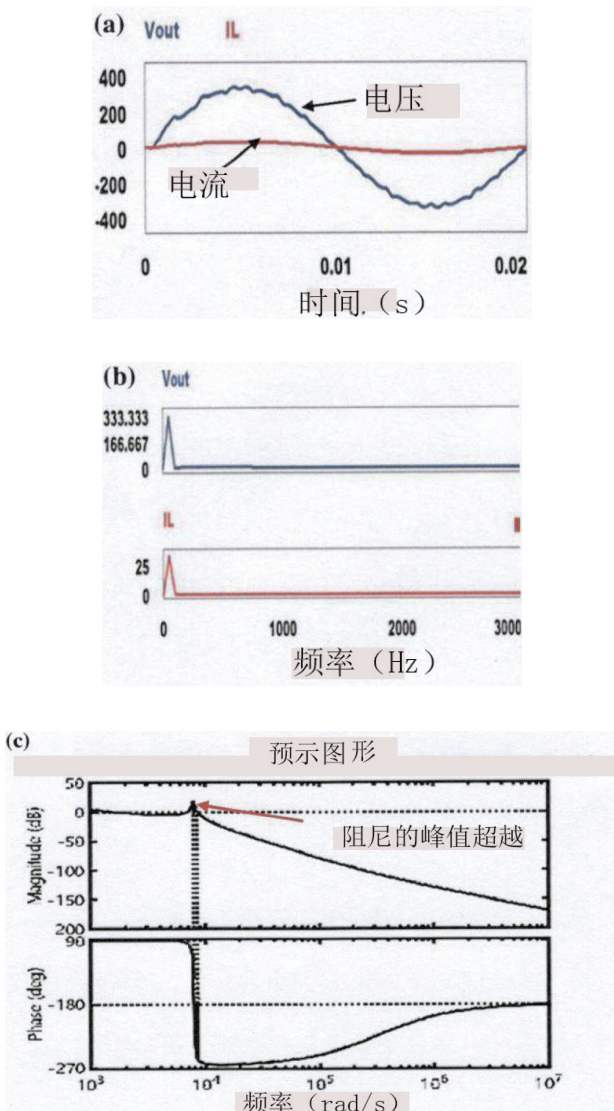 (a) Vout IL
400
200
0
-200
-400
电压
电流
0 0.01 0.02
时间.（s）
(b) Vout
333.333
166.667
0
IL
25
0
0 1000 2000 3000
频率（Hz）
(c)
预示图形
Magnitude (dB)
50
0
-50
-100
-150
200
阻尼的峰值超越
Phase (deg)
90
-180
-270
10³ 10⁴ 10⁵ 10⁶ 10⁷
频率（rad/s）